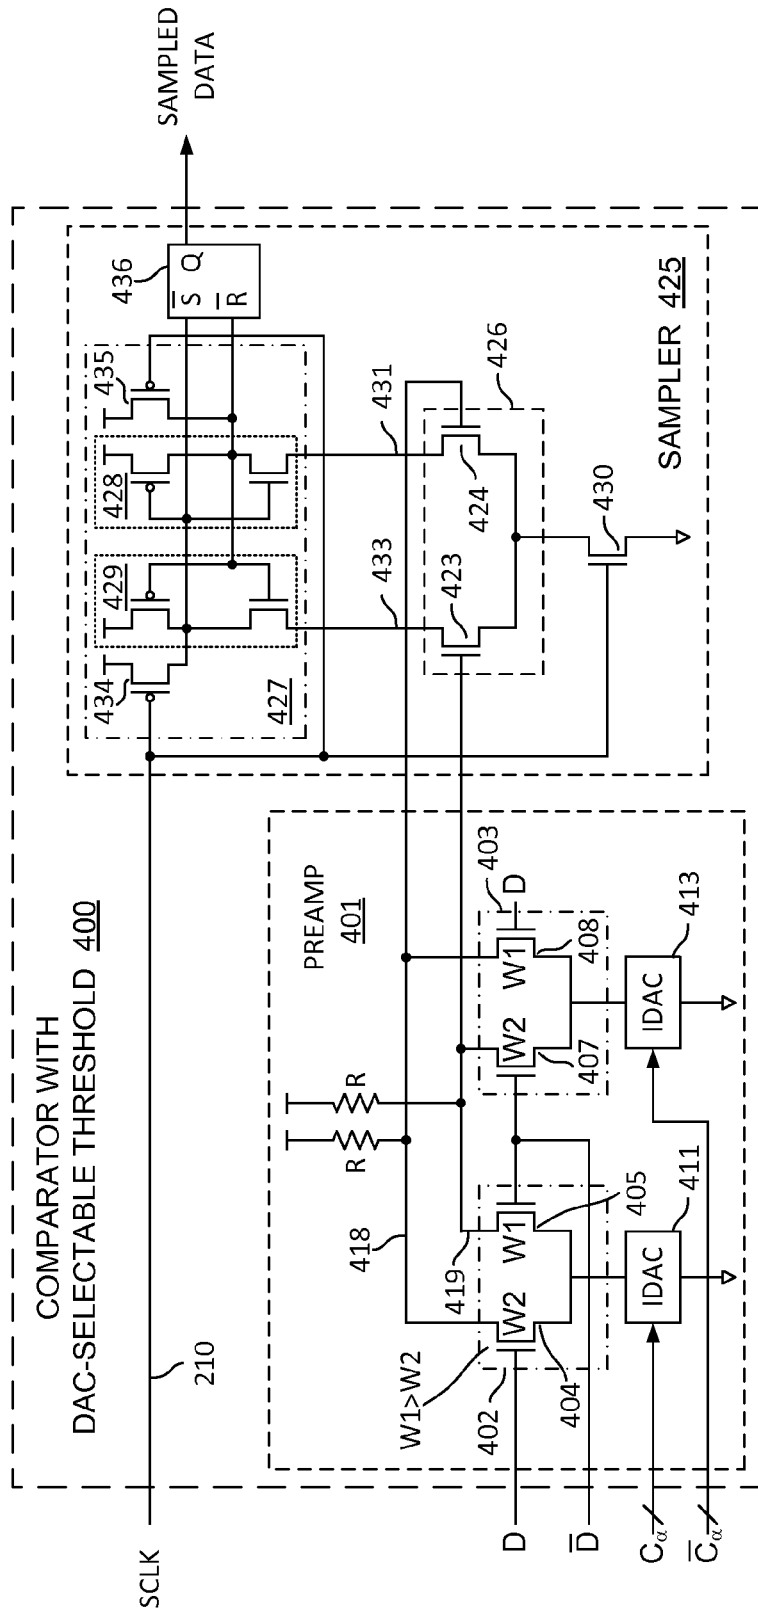 COMPARATOR WITH
DAC-SELECTABLE THRESHOLD 400
SCLK
210
PREAMP
401
R
R
418
419
W1>W2
402
W2
W1
404
405
403
W2
W1
D
407
408
IDAC
411
IDAC
413
D
D̅
Cα
C̅α
434
429
428
435
427
436
S̅
Q
R̅
SAMPLED
DATA
433
431
423
424
426
430
SAMPLER 425